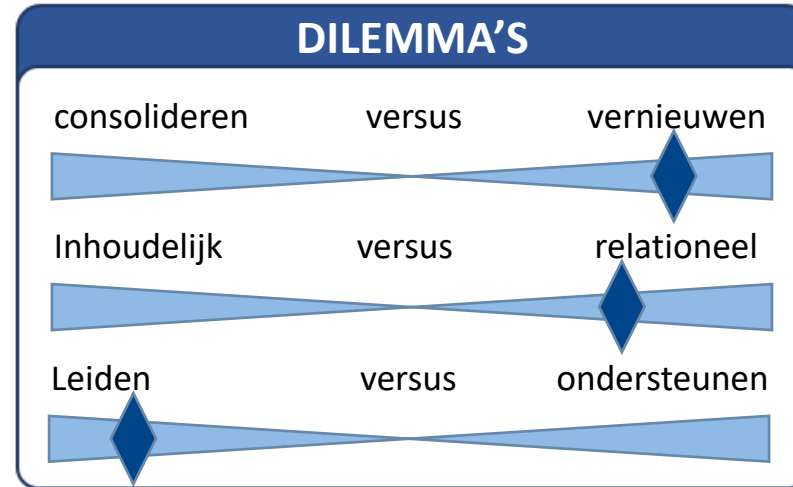 DILEMMA’S
consolideren versus vernieuwen
Inhoudelijk versus relationeel
Leiden versus ondersteunen